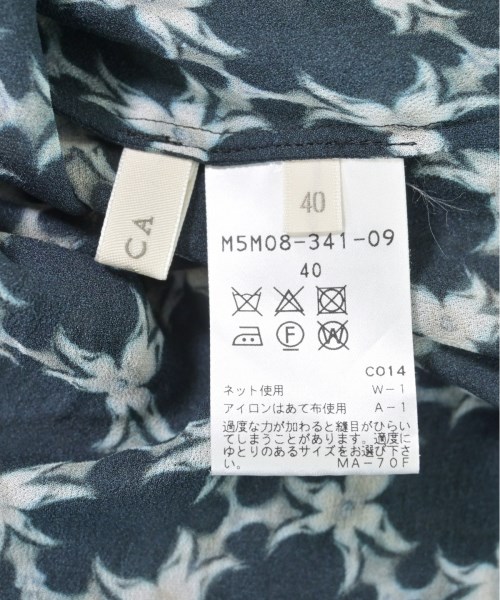 CA
40
M5M08-341-09
40
F
W
C014
ネット使用 W-1
アイロンはあて布使用 A-1
過度な力が加わると縫目がひらい
てしまうことがあります。過度に
ゆとりのあるサイズをお選び下さ
い。 MA-70F